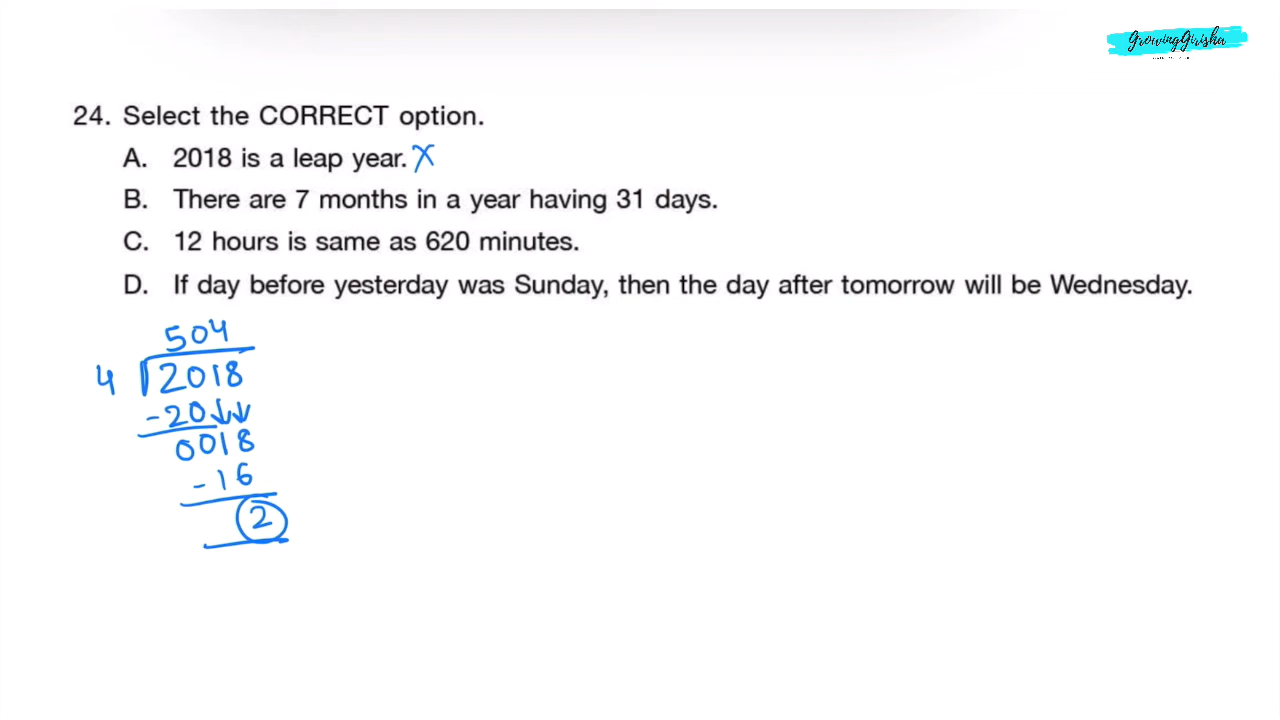 GrowingGirisha
24. Select the CORRECT option.
A. 2018 is a leap year. X
B. There are 7 months in a year having 31 days.
C. 12 hours is same as 620 minutes.
D. If day before yesterday was Sunday, then the day after tomorrow will be Wednesday.
504
4 2018
-20↓↓
0018
-16
2